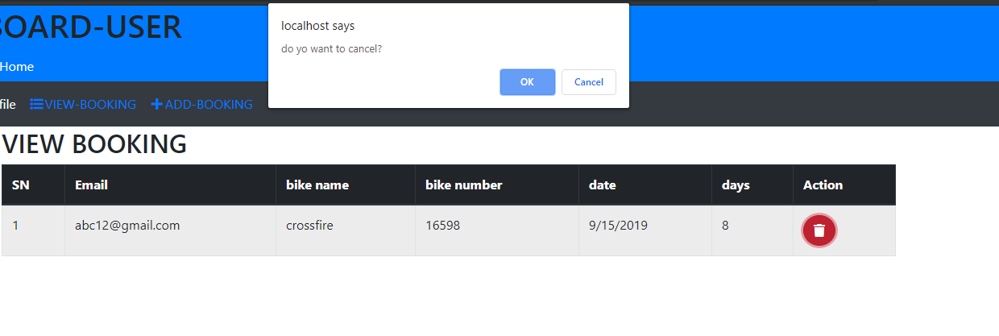 BOARD-USER
Home
localhost says
do yo want to cancel?
OK Cancel
file VIEW-BOOKING ADD-BOOKING
VIEW BOOKING
SN Email bike name bike number date days Action
1 abc12@gmail.com crossfire 16598 9/15/2019 8